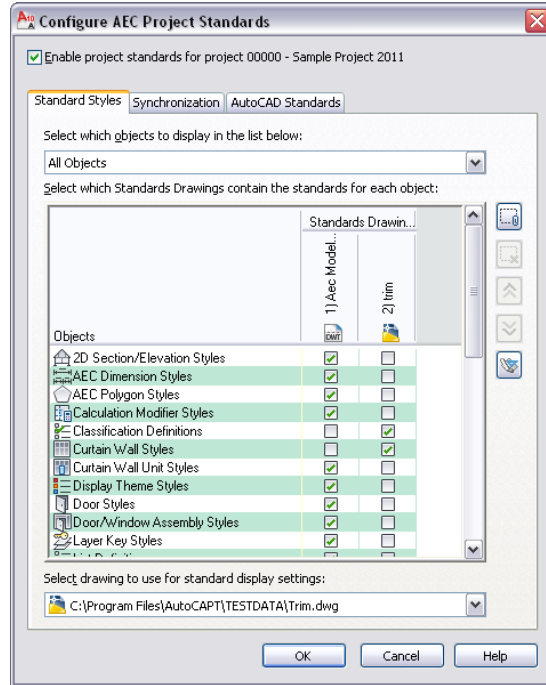 Configure AEC Project Standards
Enable project standards for project 00000 - Sample Project 2011
Standard Styles Synchronization AutoCAD Standards
Select which objects to display in the list below:
All Objects
Select which Standards Drawings contain the standards for each object:
Standards Drawin...
1) Aec Model...
2) trim
Objects
DWT
2D Section/Elevation Styles
AEC Dimension Styles
AEC Polygon Styles
Calculation Modifier Styles
Classification Definitions
Curtain Wall Styles
Curtain Wall Unit Styles
Display Theme Styles
Door Styles
Door/Window Assembly Styles
Layer Key Styles
Select drawing to use for standard display settings:
C:\Program Files\AutoCAPT\TESTDATA\Trim.dwg
OK Cancel Help